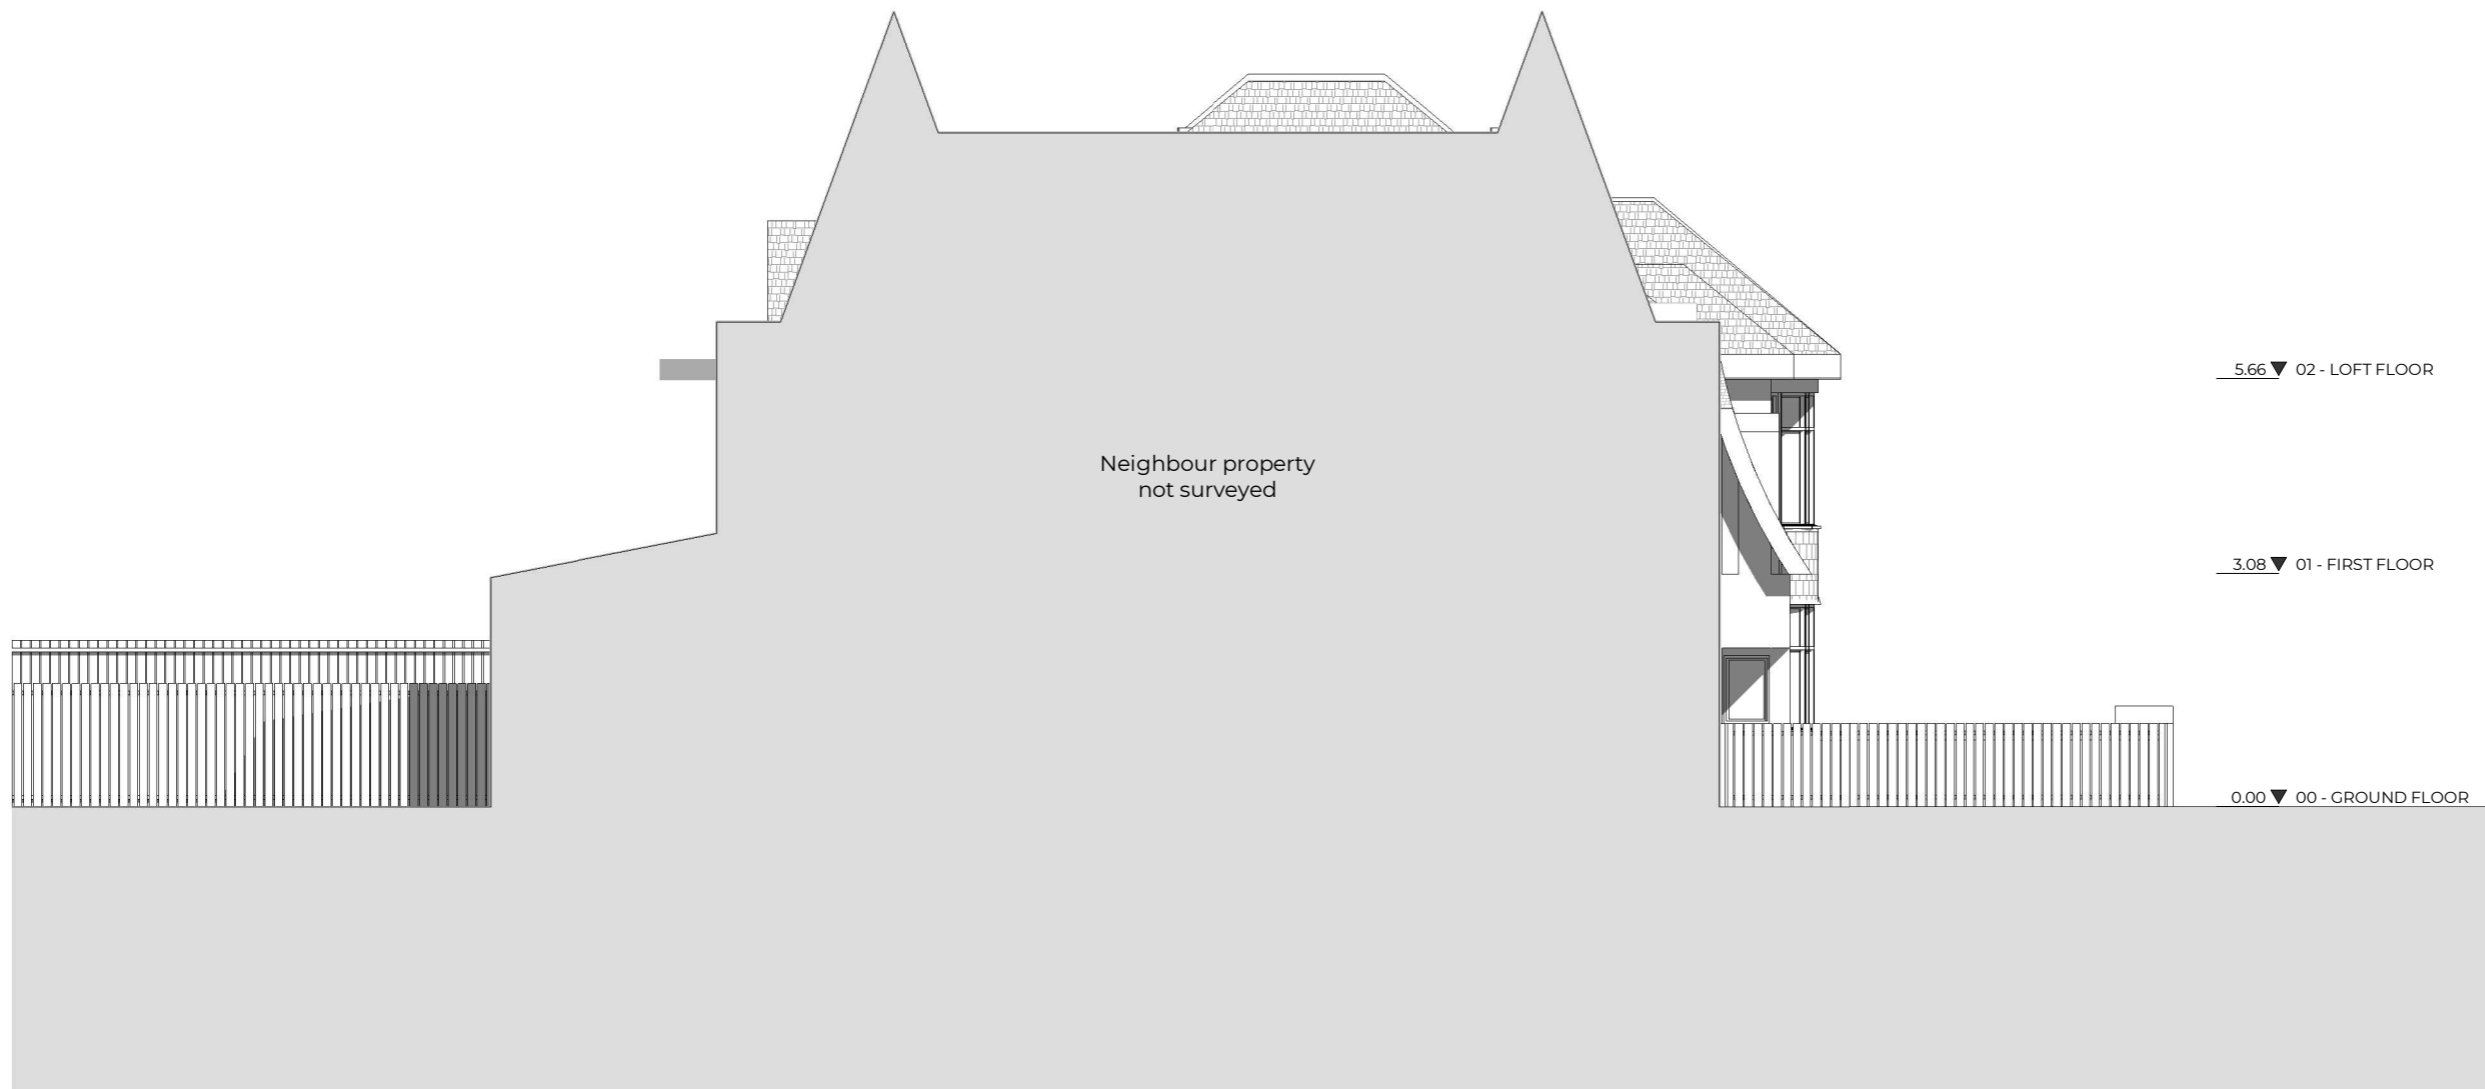 5.66 02 - LOFT FLOOR
Neighbour property
not surveyed
3.08 01 - FIRST FLOOR
0.00 00 - GROUND FLOOR